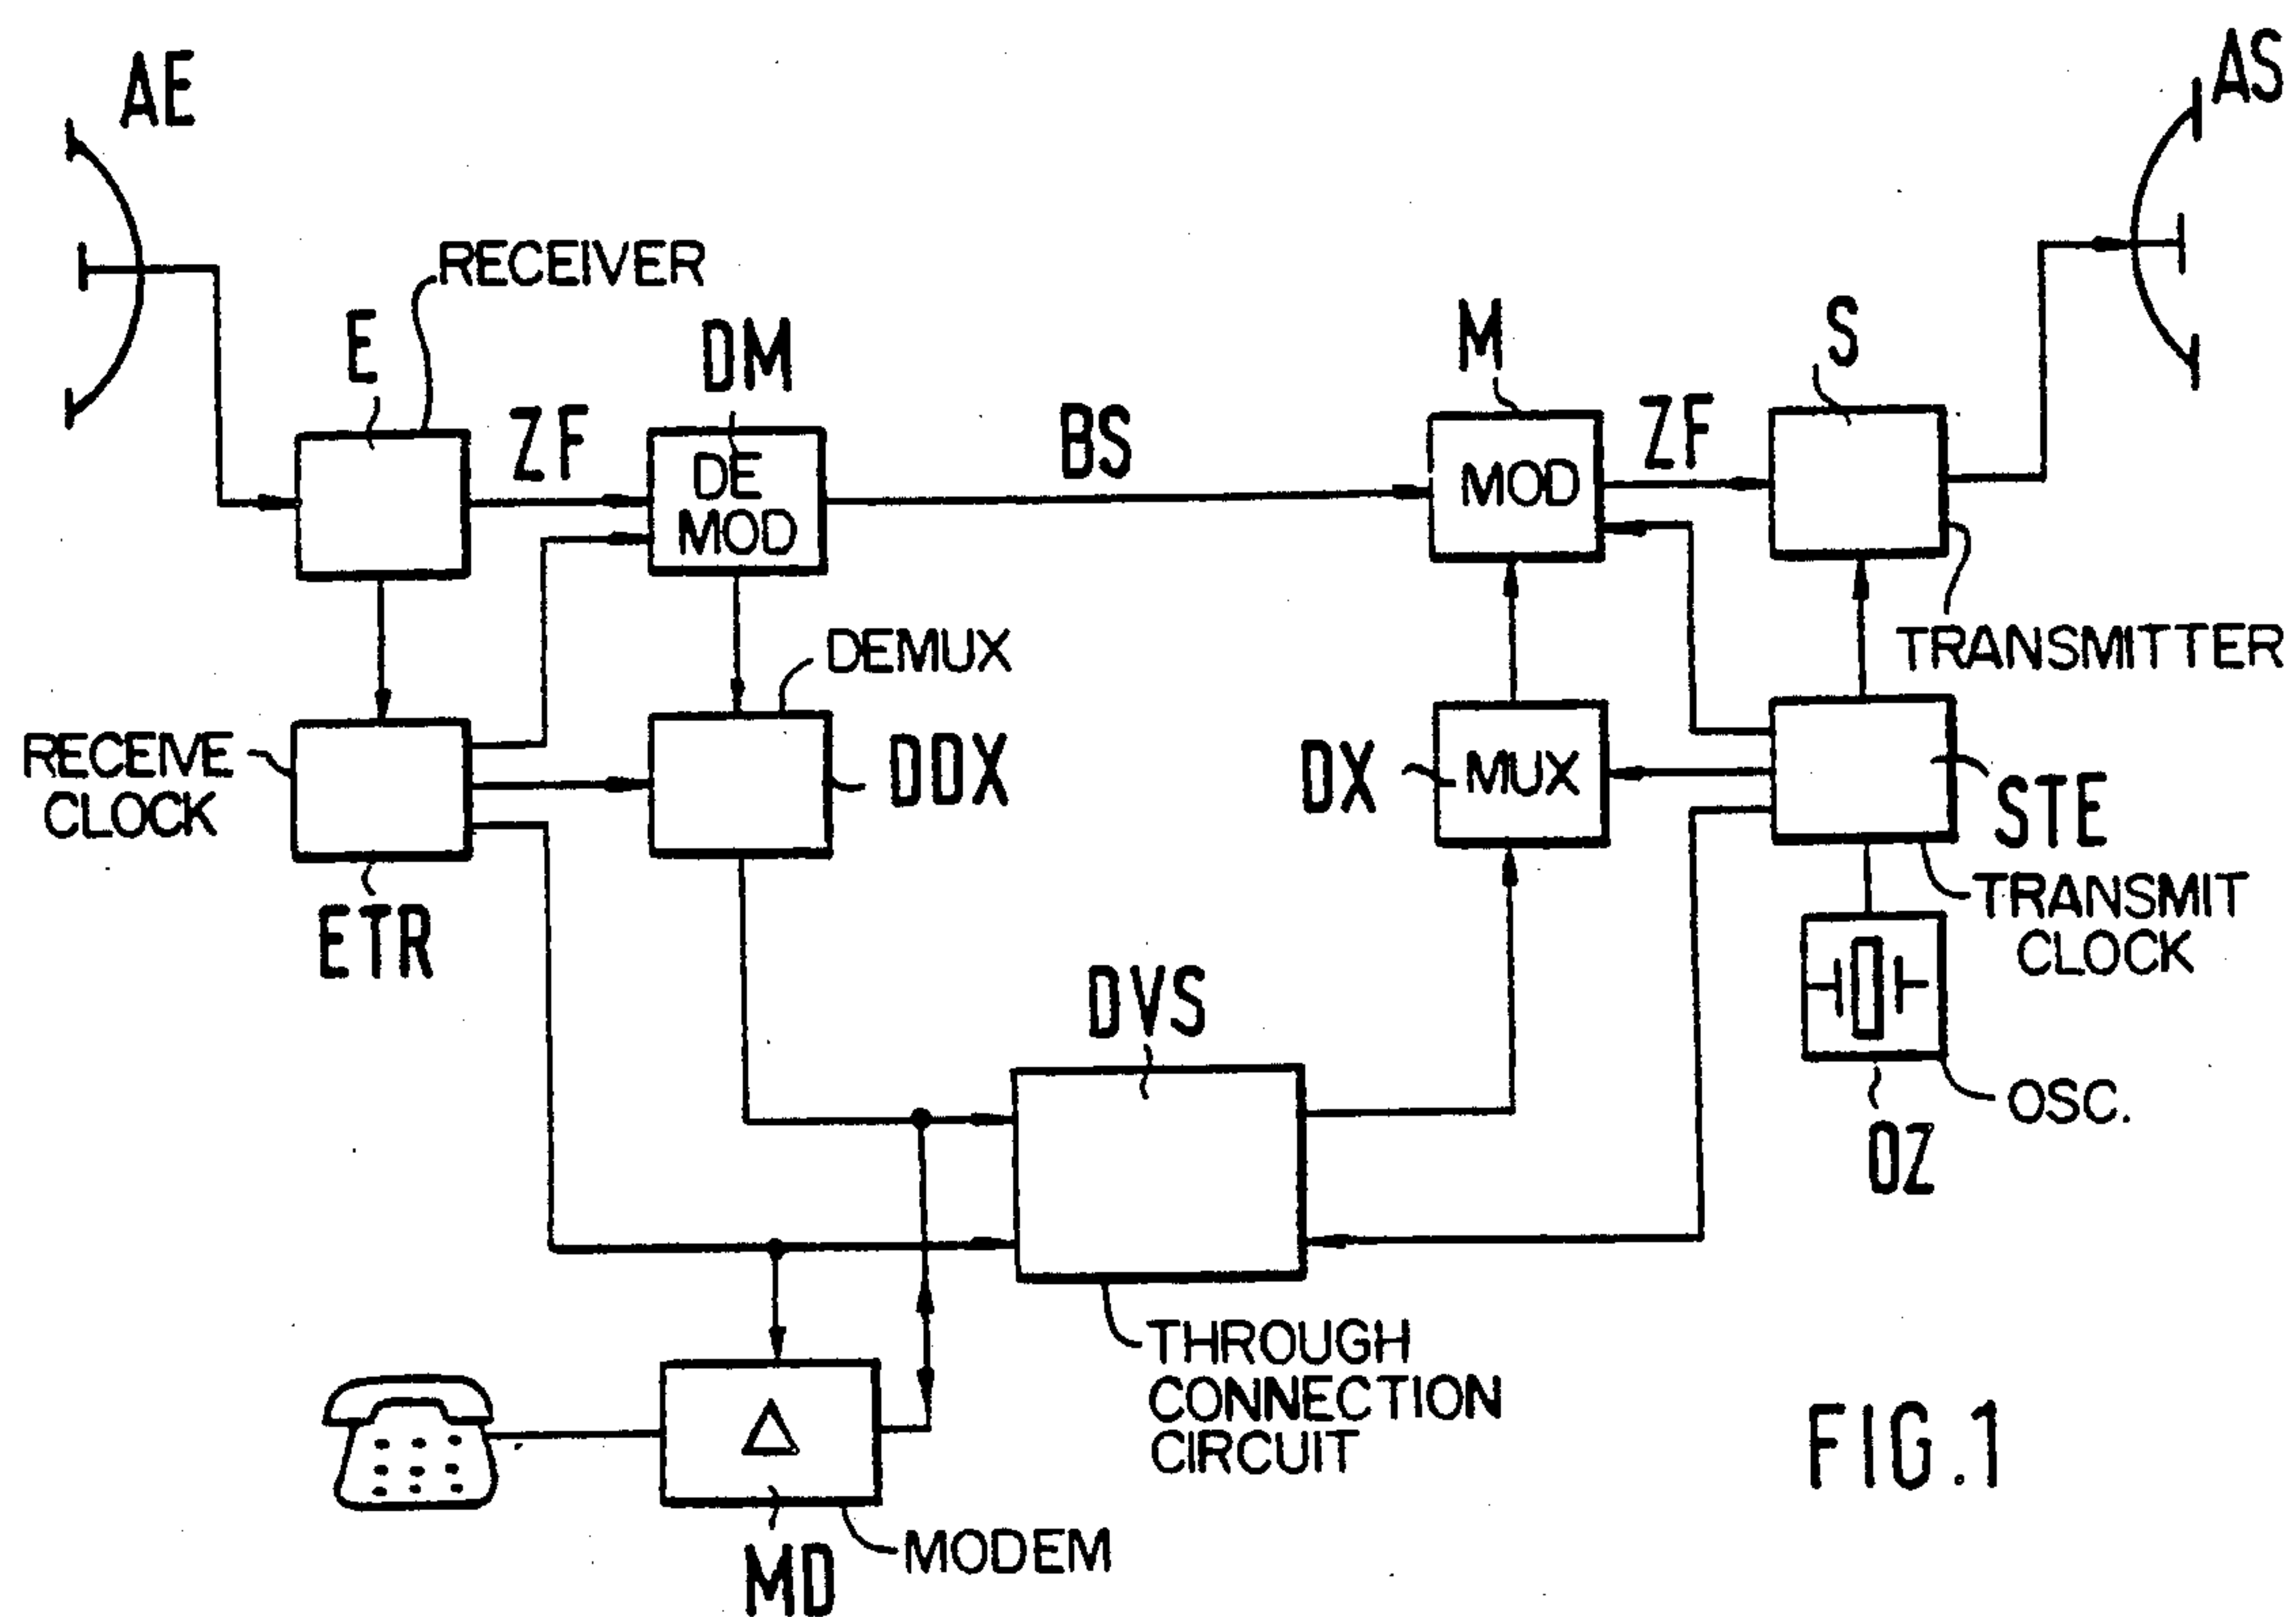 AE
AS
RECEIVER
E
DM
M
S
ZF
BS
ZF
DE
MOD
MOD
DEMUX
TRANSMITTER
RECEIVE
CLOCK
DDX
DX
MUX
STE
ETR
TRANSMIT
CLOCK
DVS
OSC.
OZ
THROUGH
CONNECTION
CIRCUIT
MODEM
MD
FIG.1